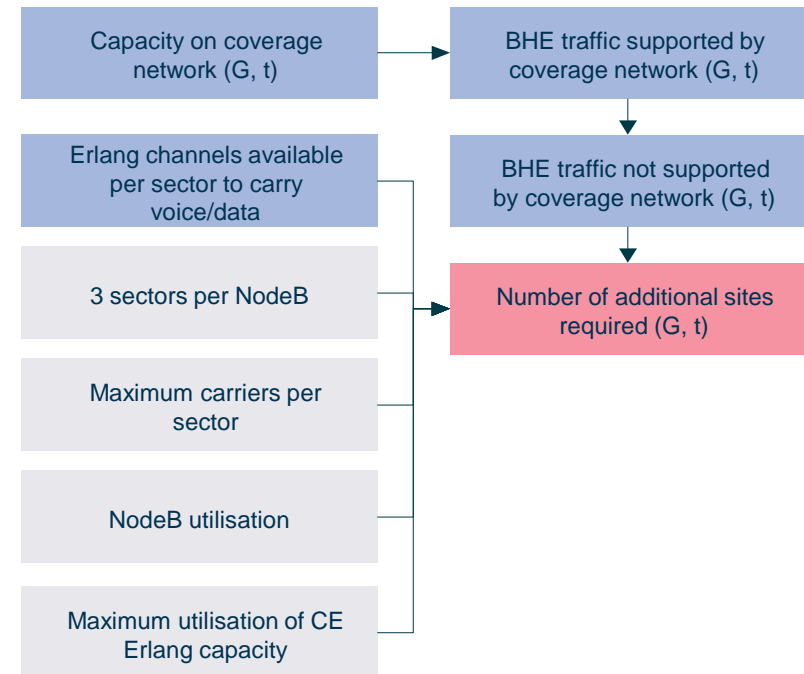 Capacity on coverage
network (G, t)
BHE traffic supported by
coverage network (G, t)
Erlang channels available
per sector to carry
voice/data
BHE traffic not supported
by coverage network (G, t)
3 sectors per NodeB
Number of additional sites
required (G, t)
Maximum carriers per
sector
NodeB utilisation
Maximum utilisation of CE
Erlang capacity